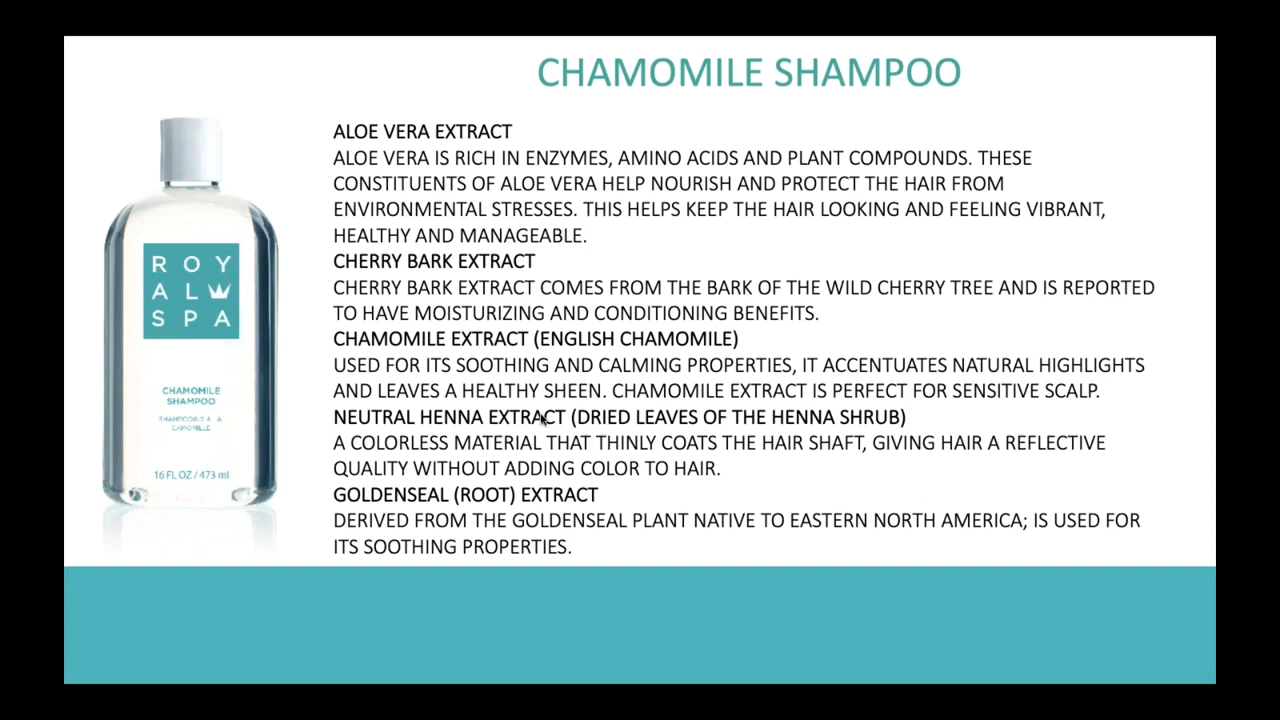 CHAMOMILE SHAMPOO
ALOE VERA EXTRACT
ALOE VERA IS RICH IN ENZYMES, AMINO ACIDS AND PLANT COMPOUNDS. THESE
CONSTITUENTS OF ALOE VERA HELP NOURISH AND PROTECT THE HAIR FROM
ENVIRONMENTAL STRESSES. THIS HELPS KEEP THE HAIR LOOKING AND FEELING VIBRANT,
HEALTHY AND MANAGEABLE.
CHERRY BARK EXTRACT
CHERRY BARK EXTRACT COMES FROM THE BARK OF THE WILD CHERRY TREE AND IS REPORTED
TO HAVE MOISTURIZING AND CONDITIONING BENEFITS.
CHAMOMILE EXTRACT (ENGLISH CHAMOMILE)
USED FOR ITS SOOTHING AND CALMING PROPERTIES, IT ACCENTUATES NATURAL HIGHLIGHTS
AND LEAVES A HEALTHY SHEEN. CHAMOMILE EXTRACT IS PERFECT FOR SENSITIVE SCALP.
NEUTRAL HENNA EXTRACT (DRIED LEAVES OF THE HENNA SHRUB)
A COLORLESS MATERIAL THAT THINLY COATS THE HAIR SHAFT, GIVING HAIR A REFLECTIVE
QUALITY WITHOUT ADDING COLOR TO HAIR.
GOLDENSEAL (ROOT) EXTRACT
DERIVED FROM THE GOLDENSEAL PLANT NATIVE TO EASTERN NORTH AMERICA; IS USED FOR
ITS SOOTHING PROPERTIES.
ROY
AL
SPA
CHAMOMILE
SHAMPOO
SHAMPOOING A LA
CAMOMILLE
16 FL OZ / 473 ml